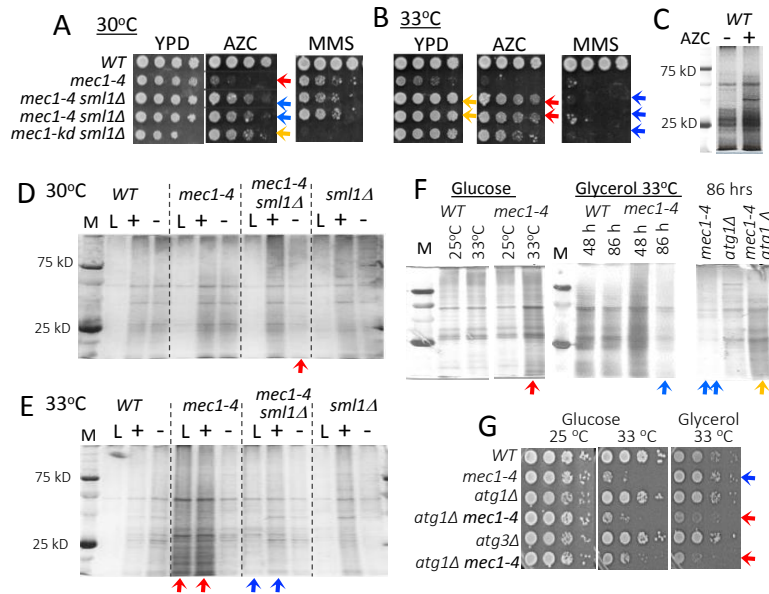 A 30°C
YPD AZC MMS
WT
mec1-4
mec1-4 sml1Δ
mec1-4 sml1Δ
mec1-kd sml1Δ
B 33°C
YPD AZC MMS
C
WT
AZC - +
75 kD
25 kD
D 30°C
WT mec1-4 mec1-4 sml1Δ sml1Δ
M L + - L + - L + - L + -
75 kD
25 kD
E 33°C
WT mec1-4 mec1-4 sml1Δ sml1Δ
M L + - L + - L + - L + -
75 kD
25 kD
F
Glucose
WT mec1-4
M 25°C 33°C 25°C 33°C
Glycerol 33°C
WT mec1-4
M 48 h 86 h 48 h 86 h
86 hrs
mec1-4
atg1Δ
mec1-4 atg1Δ
G
Glucose Glycerol
25 °C 33 °C 33 °C
WT
mec1-4
atg1Δ
atg1Δ mec1-4
atg3Δ
atg1Δ mec1-4